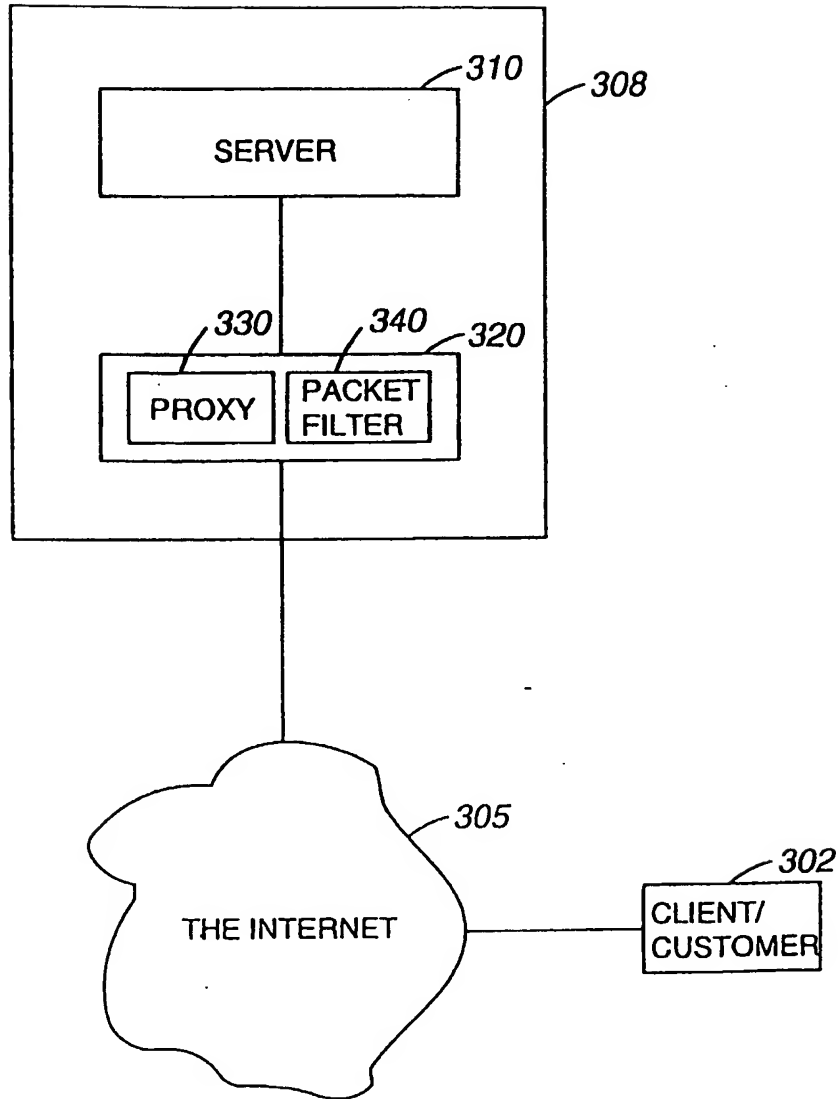 310
308
SERVER
330
340
320
PROXY
PACKET
FILTER
305
302
THE INTERNET
CLIENT/
CUSTOMER